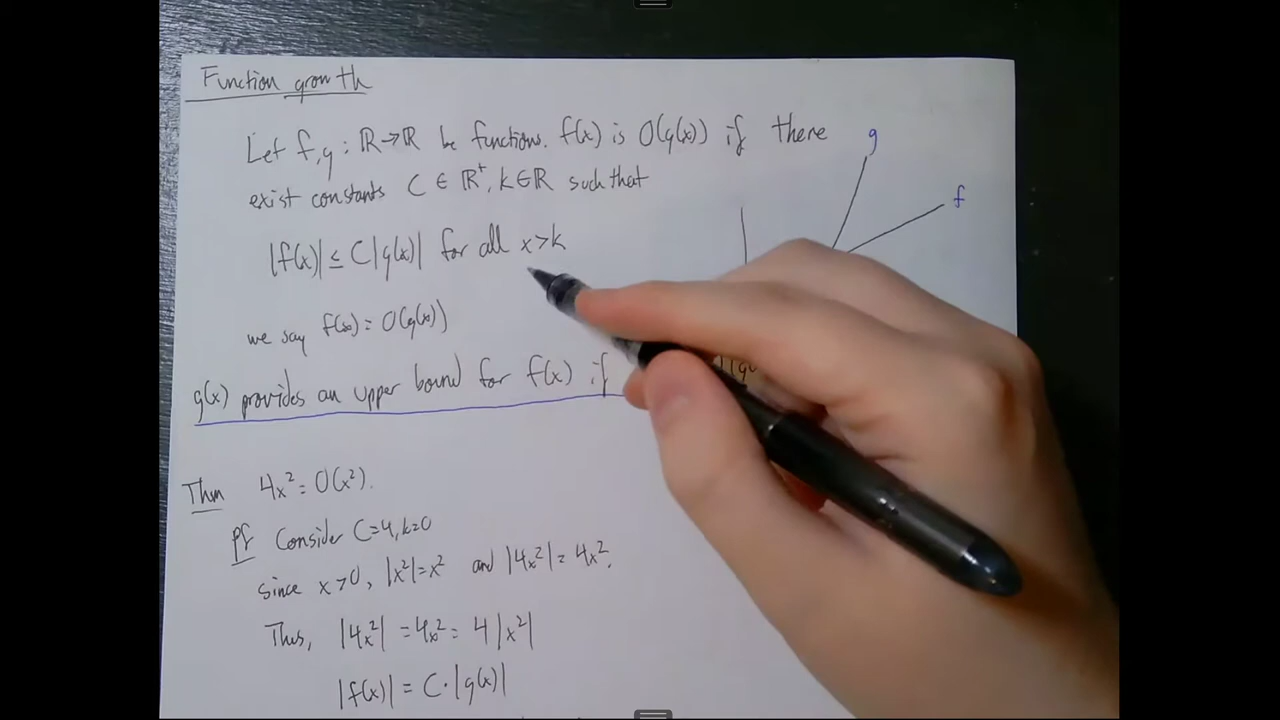 Function growth
Let f,g : ℝ→ℝ be functions. f(x) is O(g(x)) if there
exist constants C ∈ ℝ⁺, k∈ℝ such that
g
f
|f(x)| ≤ C|g(x)| for all x>k
we say f(x) = O(g(x))
g(x) provides an upper bound for f(x) if
Thm 4x² = O(x²).
Pf Consider C=4, k=0
since x>0, |x²|=x² and |4x²| = 4x².
Thus, |4x²| = 4x² = 4|x²|
|f(x)| = C·|g(x)|